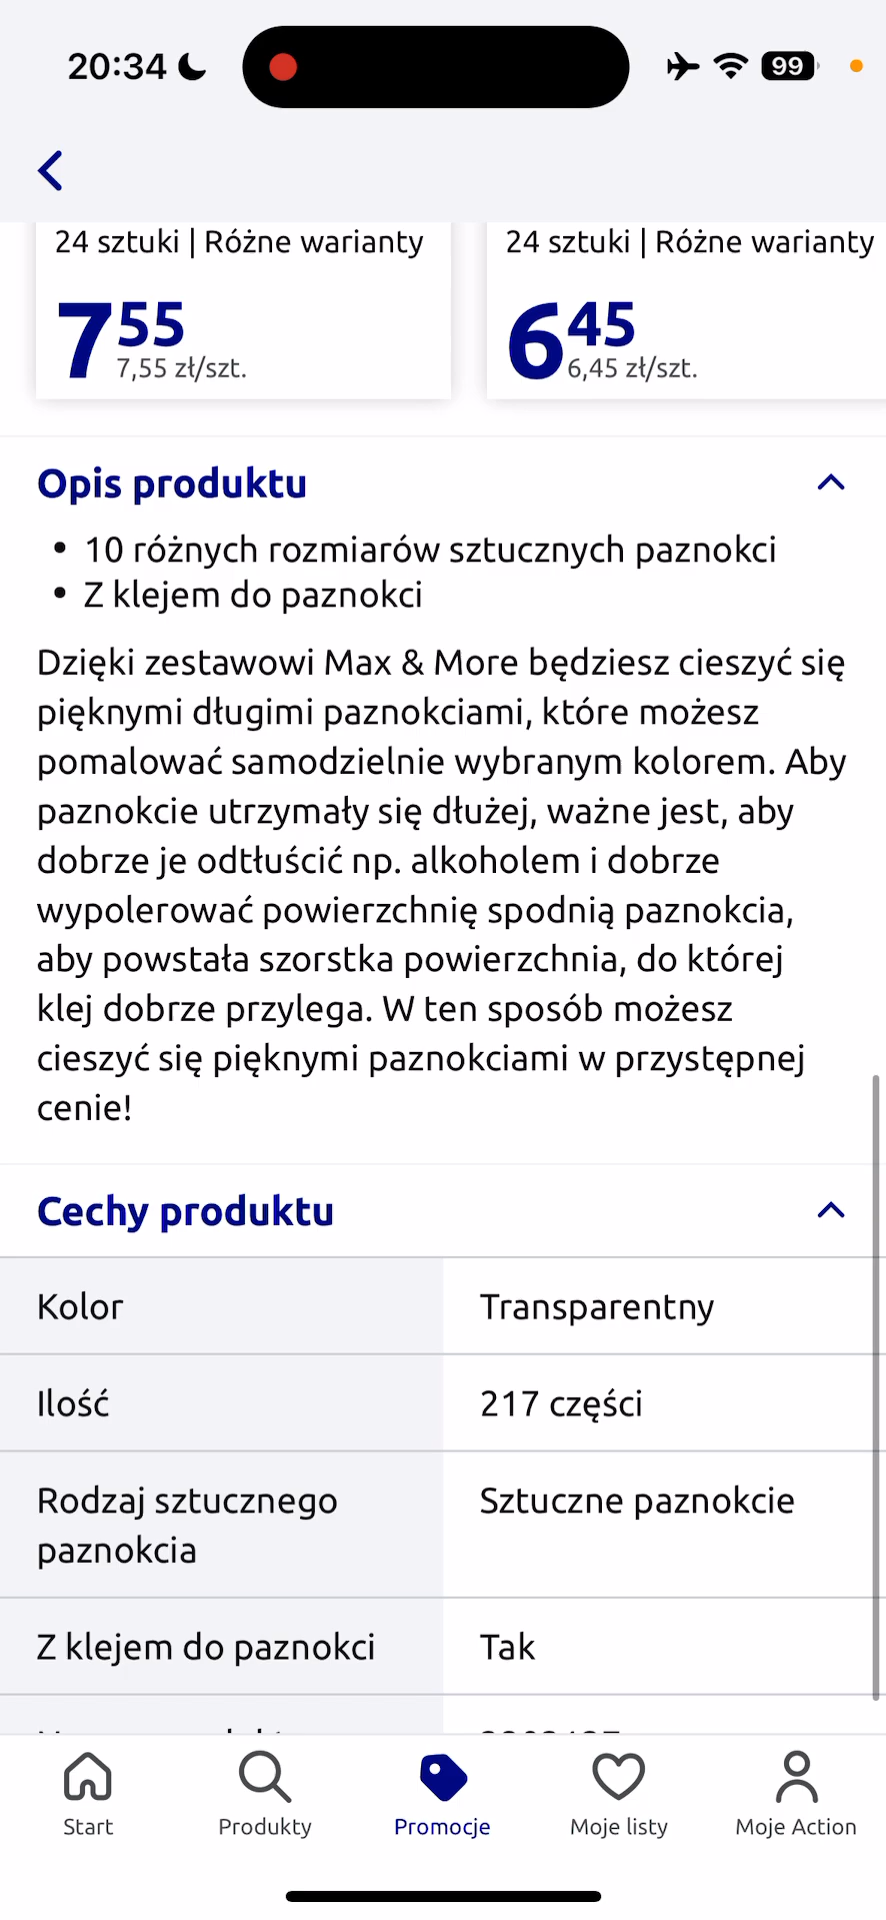 20:34
99
24 sztuki | Różne warianty
24 sztuki | Różne warianty
7 55
7,55 zł/szt.
6 45
6,45 zł/szt.
Opis produktu
• 10 różnych rozmiarów sztucznych paznokci
• Z klejem do paznokci
Dzięki zestawowi Max & More będziesz cieszyć się
pięknymi długimi paznokciami, które możesz
pomalować samodzielnie wybranym kolorem. Aby
paznokcie utrzymały się dłużej, ważne jest, aby
dobrze je odtłuścić np. alkoholem i dobrze
wypolerować powierzchnię spodnią paznokcia,
aby powstała szorstka powierzchnia, do której
klej dobrze przylega. W ten sposób możesz
cieszyć się pięknymi paznokciami w przystępnej
cenie!
Cechy produktu
Kolor
Transparentny
Ilość
217 części
Rodzaj sztucznego
paznokcia
Sztuczne paznokcie
Z klejem do paznokci
Tak
Start
Produkty
Promocje
Moje listy
Moje Action